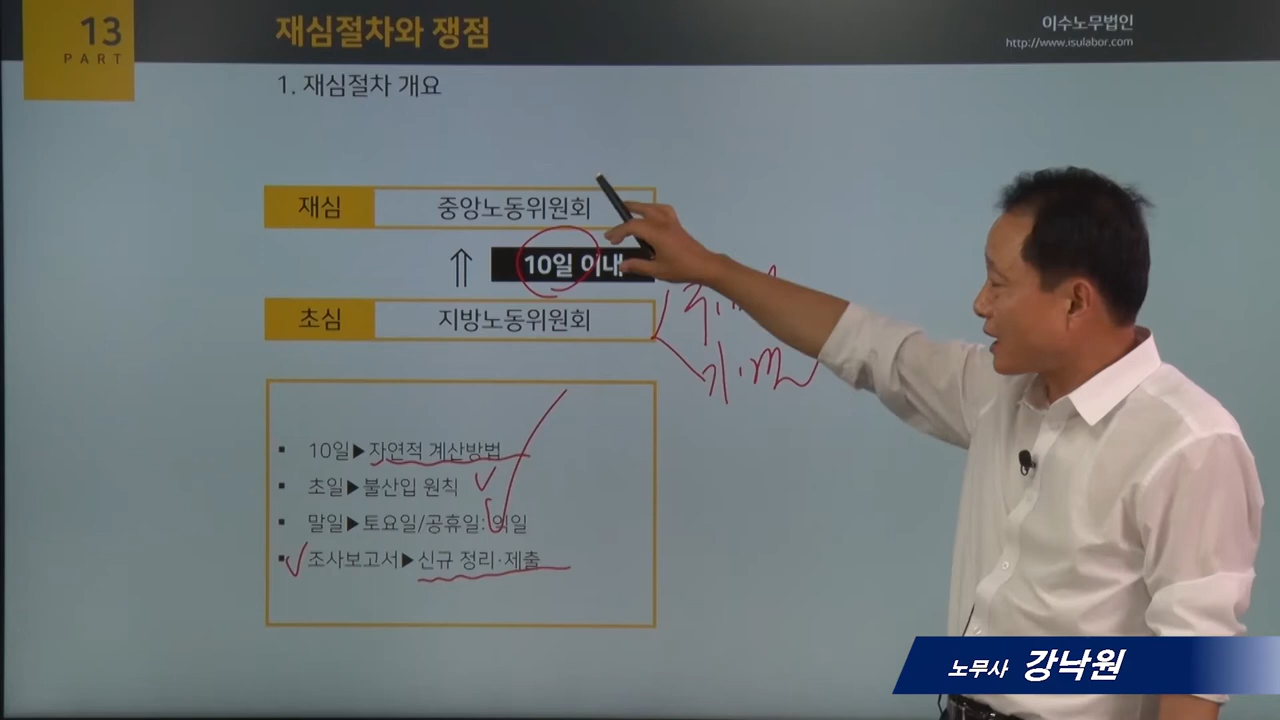 13
PART
재심절차와 쟁점
이수노무법인
http://www.isulabor.com
1. 재심절차 개요
재심 중앙노동위원회
10일 이내
초심 지방노동위원회
10일▶자연적 계산방법
초일▶불산입 원칙
말일▶토요일/공휴일: 익일
조사보고서▶신규 정리·제출
노무사 강낙원